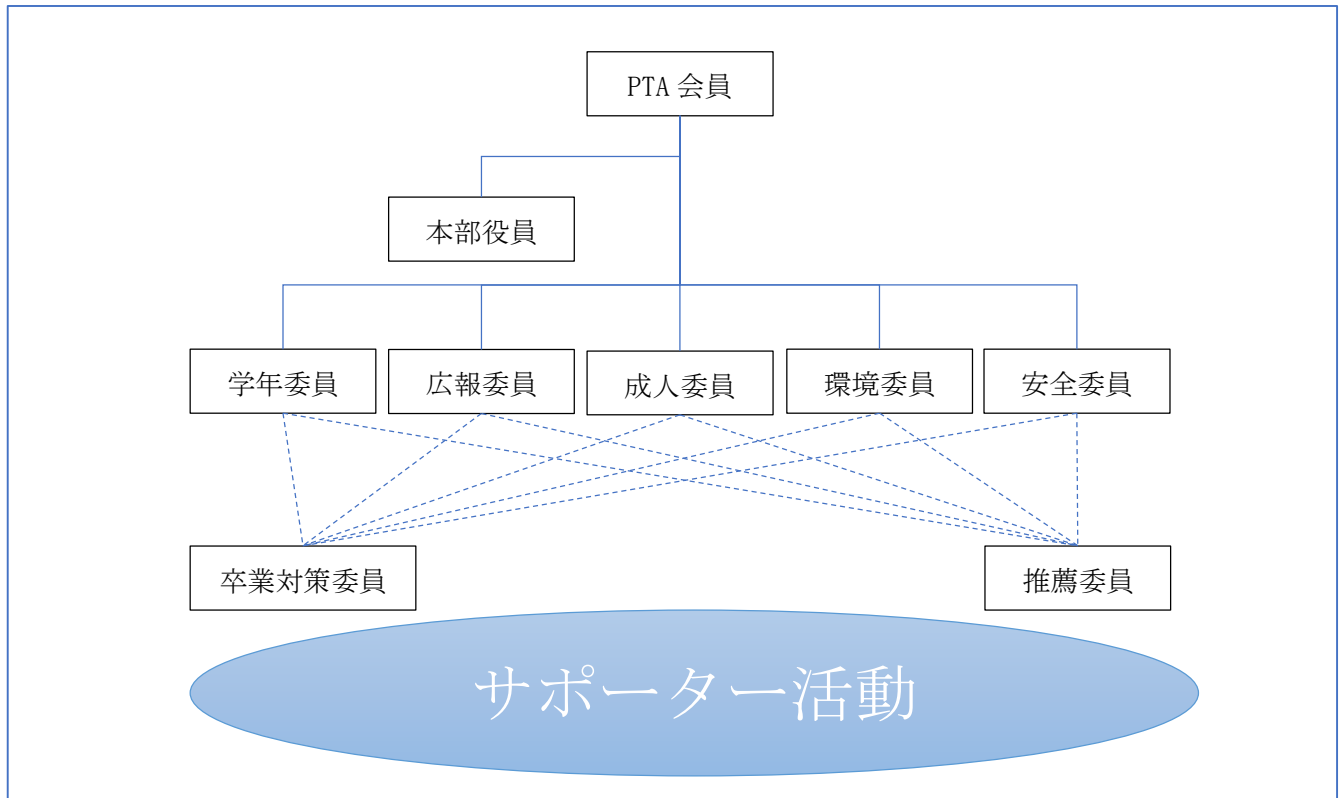 PTA 会員
本部役員
学年委員
広報委員
成人委員
環境委員
安全委員
卒業対策委員
推薦委員
サポーター活動